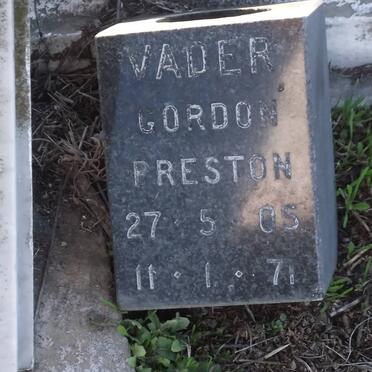 VADER
GORDON
PRESTON
27 · 5 · 05
11 · 1 · 71